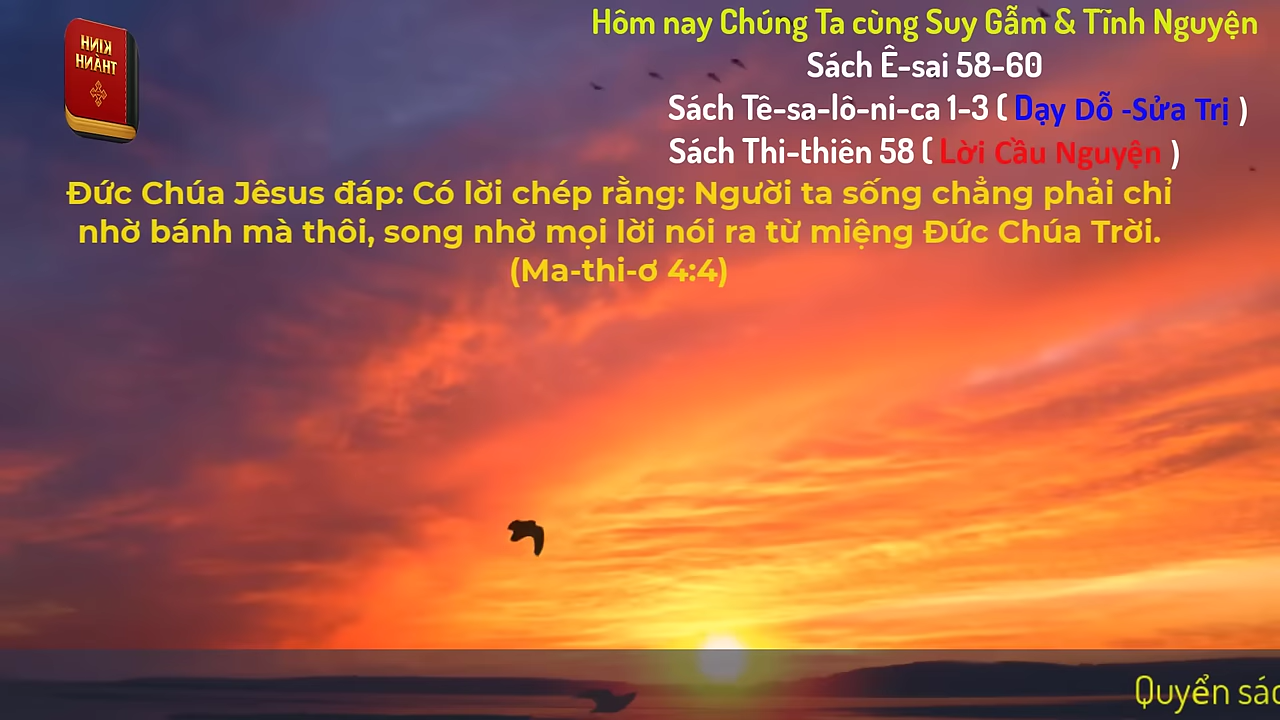 KINH
THÁNH
Hôm nay Chúng Ta cùng Suy Gẫm & Tĩnh Nguyện
Sách Ê-sai 58-60
Sách Tê-sa-lô-ni-ca 1-3 ( Dạy Dỗ -Sửa Trị )
Sách Thi-thiên 58 ( Lời Cầu Nguyện )
Đức Chúa Jêsus đáp: Có lời chép rằng: Người ta sống chẳng phải chỉ
nhờ bánh mà thôi, song nhờ mọi lời nói ra từ miệng Đức Chúa Trời.
(Ma-thi-ơ 4:4)
Quyển